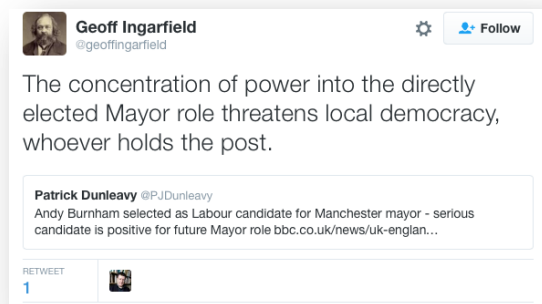 Geoff Ingarfield
@geoffingarfield
Follow
The concentration of power into the directly
elected Mayor role threatens local democracy,
whoever holds the post.
Patrick Dunleavy @PJDunleavy
Andy Burnham selected as Labour candidate for Manchester mayor - serious
candidate is positive for future Mayor role bbc.co.uk/news/uk-englan...
RETWEET
1